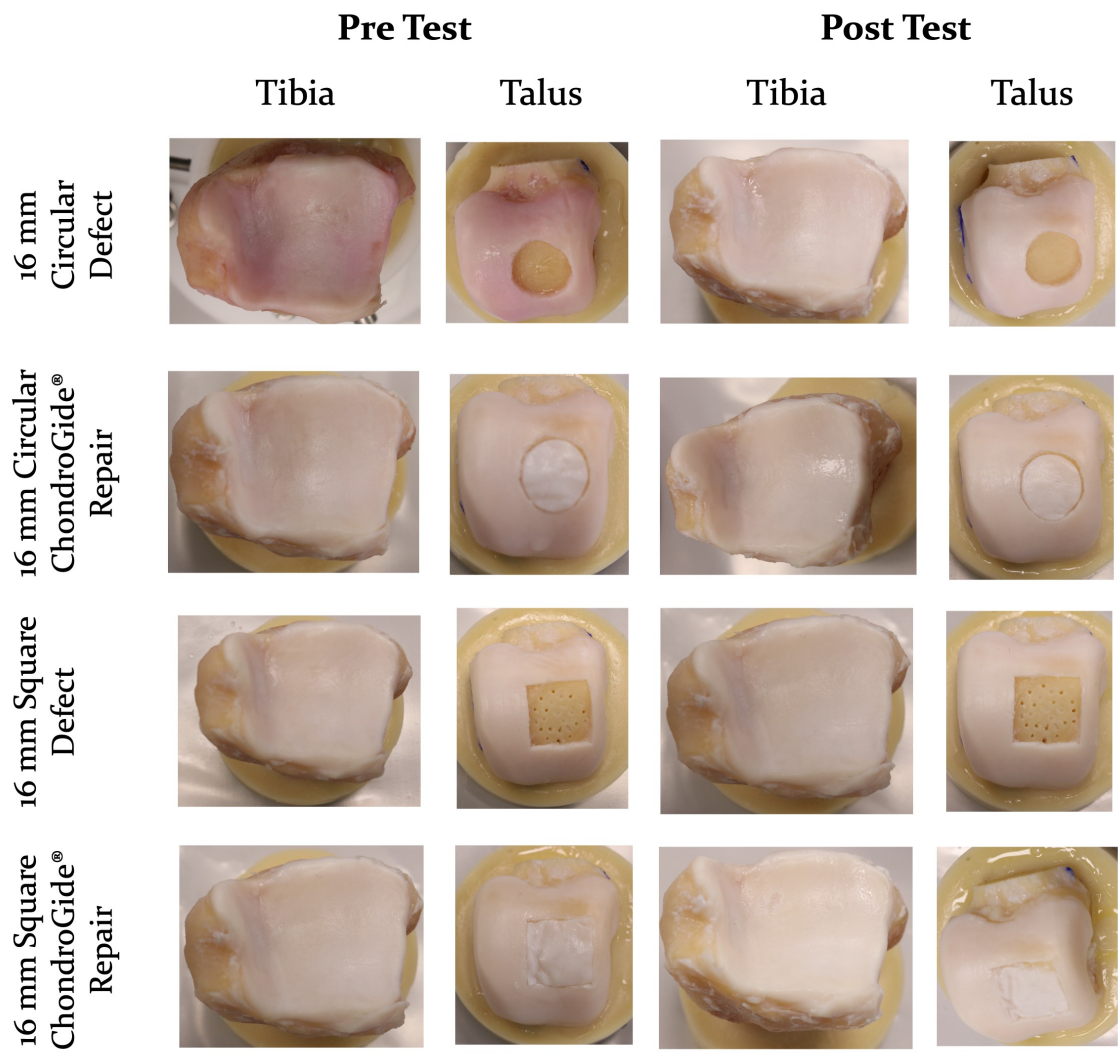 Pre Test
Post Test
Tibia
Talus
Tibia
Talus
16 mm
Circular
Defect
16 mm Circular
ChondroGide®
Repair
16 mm Square
Defect
16 mm Square
ChondroGide®
Repair